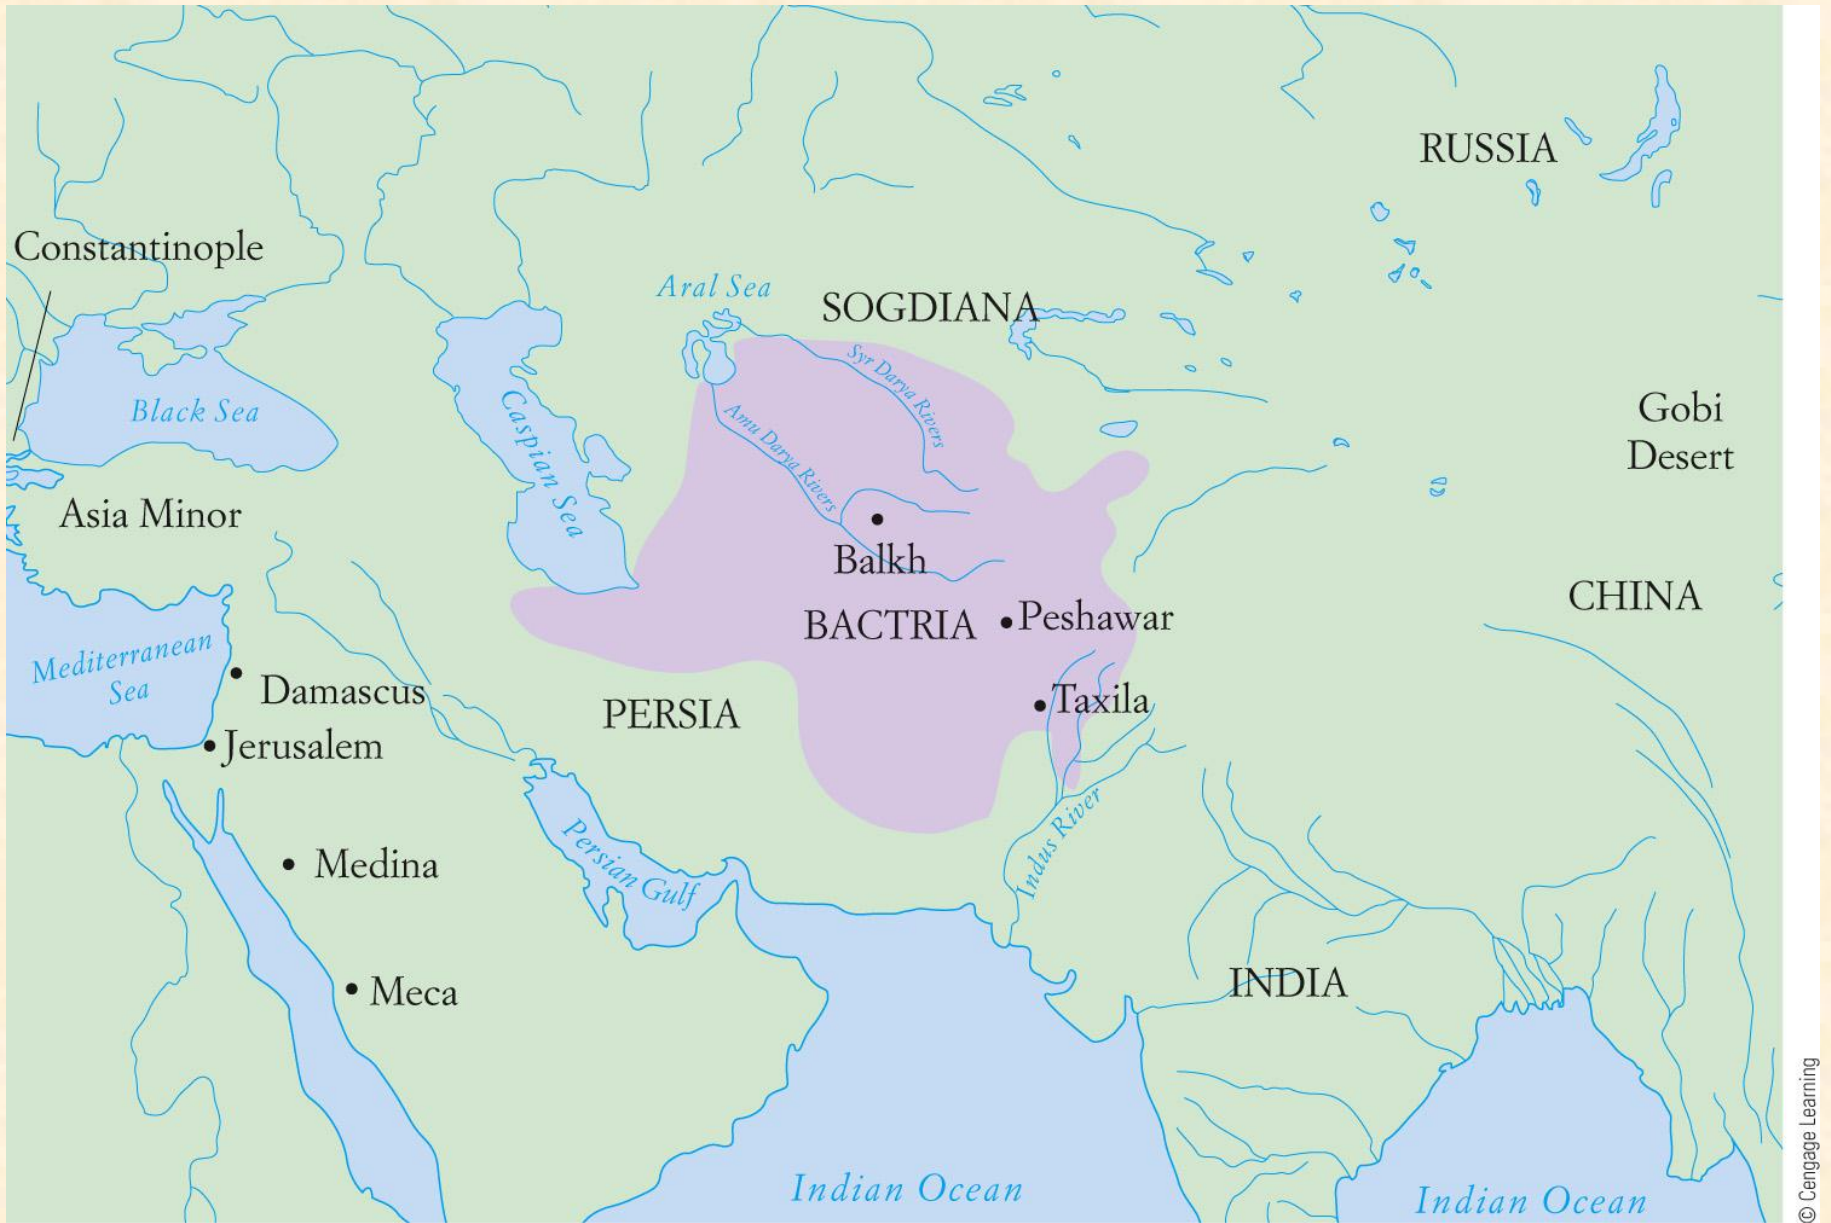 RUSSIA
Constantinople
Aral Sea
SOGDIANA
Syr Darya Rivers
Black Sea
Caspian Sea
Amu Darya Rivers
Gobi
Desert
Asia Minor
Balkh
CHINA
BACTRIA
Peshawar
Mediterranean
Sea
Damascus
PERSIA
Taxila
Jerusalem
Indus River
Persian Gulf
Medina
INDIA
Meca
Indian Ocean
Indian Ocean
© Cengage Learning